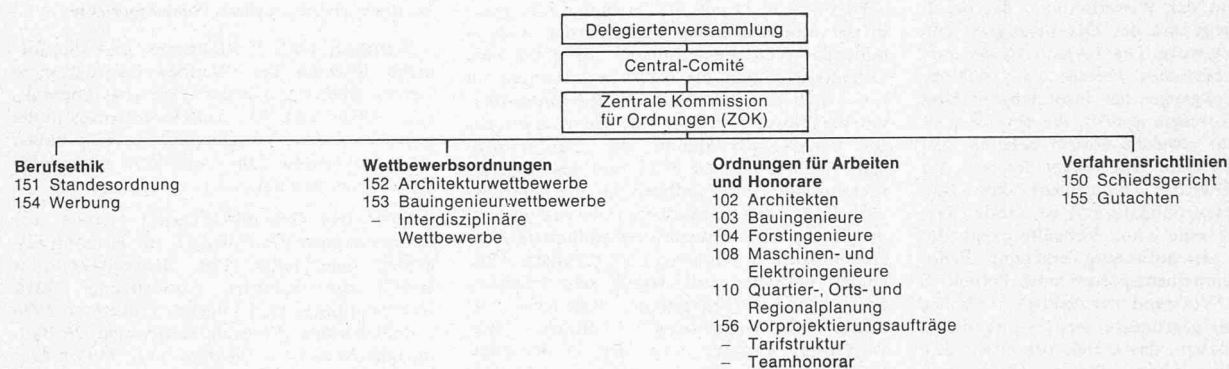 Delegiertenversammlung
Central-Comité
Zentrale Kommission
für Ordnungen (ZOK)
Berufsethik
151 Standesordnung
154 Werbung
Wettbewerbsordnungen
152 Architekturwettbewerbe
153 Bauingenieurwettbewerbe
– Interdisziplinäre
Wettbewerbe
Ordnungen für Arbeiten
und Honorare
102 Architekten
103 Bauingenieure
104 Forstingenieure
108 Maschinen- und
Elektroingenieure
110 Quartier-, Orts- und
Regionalplanung
156 Vorprojektierungsaufträge
– Tarifstruktur
– Teamhonorar
Verfahrensrichtlinien
150 Schiedsgericht
155 Gutachten